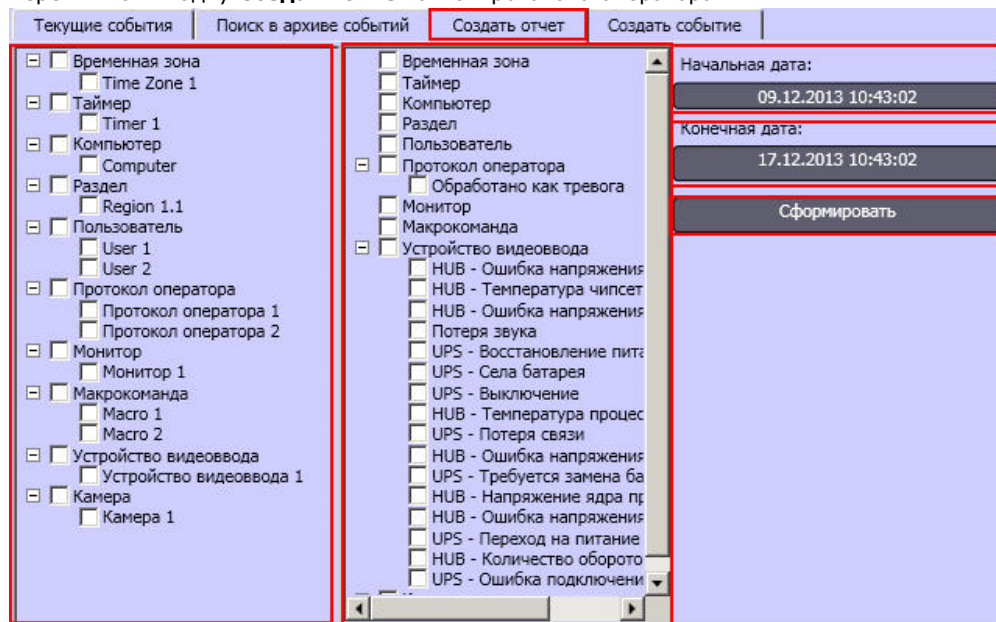 Текущие события
Поиск в архиве событий
Создать отчет
Создать событие
Временная зона
Time Zone 1
Таймер
Timer 1
Компьютер
Computer
Раздел
Region 1.1
Пользователь
User 1
User 2
Протокол оператора
Протокол оператора 1
Протокол оператора 2
Монитор
Монитор 1
Макрокоманда
Macro 1
Macro 2
Устройство видеоввода
Устройство видеоввода 1
Камера
Камера 1
Временная зона
Таймер
Компьютер
Раздел
Пользователь
Протокол оператора
Обработано как тревога
Монитор
Макрокоманда
Устройство видеоввода
HUB - Ошибка напряжения
HUB - Температура чипсет
HUB - Ошибка напряжения
Потеря звука
UPS - Восстановление пита
UPS - Села батарея
UPS - Выключение
HUB - Температура процес
UPS - Потеря связи
HUB - Ошибка напряжения
UPS - Требуется замена ба
HUB - Напряжение ядра пр
HUB - Ошибка напряжения
UPS - Переход на питание
HUB - Количество оборото
UPS - Ошибка подключени
Начальная дата:
09.12.2013 10:43:02
Конечная дата:
17.12.2013 10:43:02
Сформировать